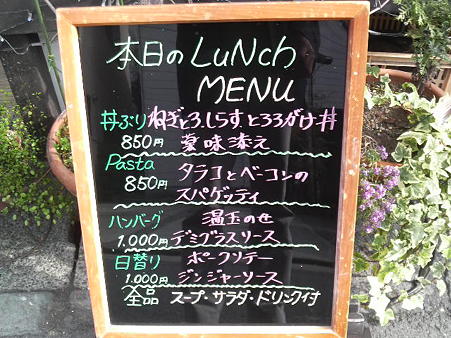 本日のLuNch
MENU
丼ぶり ねぎとろ、しらすとろろがけ丼
850円 薬味添え
Pasta タラコとベーコンの
850円 スパゲッティ
ハンバーグ 温玉のせ
1.000円 デミグラスソース
日替り ポークソテー
1.000円 ジンジャーソース
全品 スープ・サラダ・ドリンク付